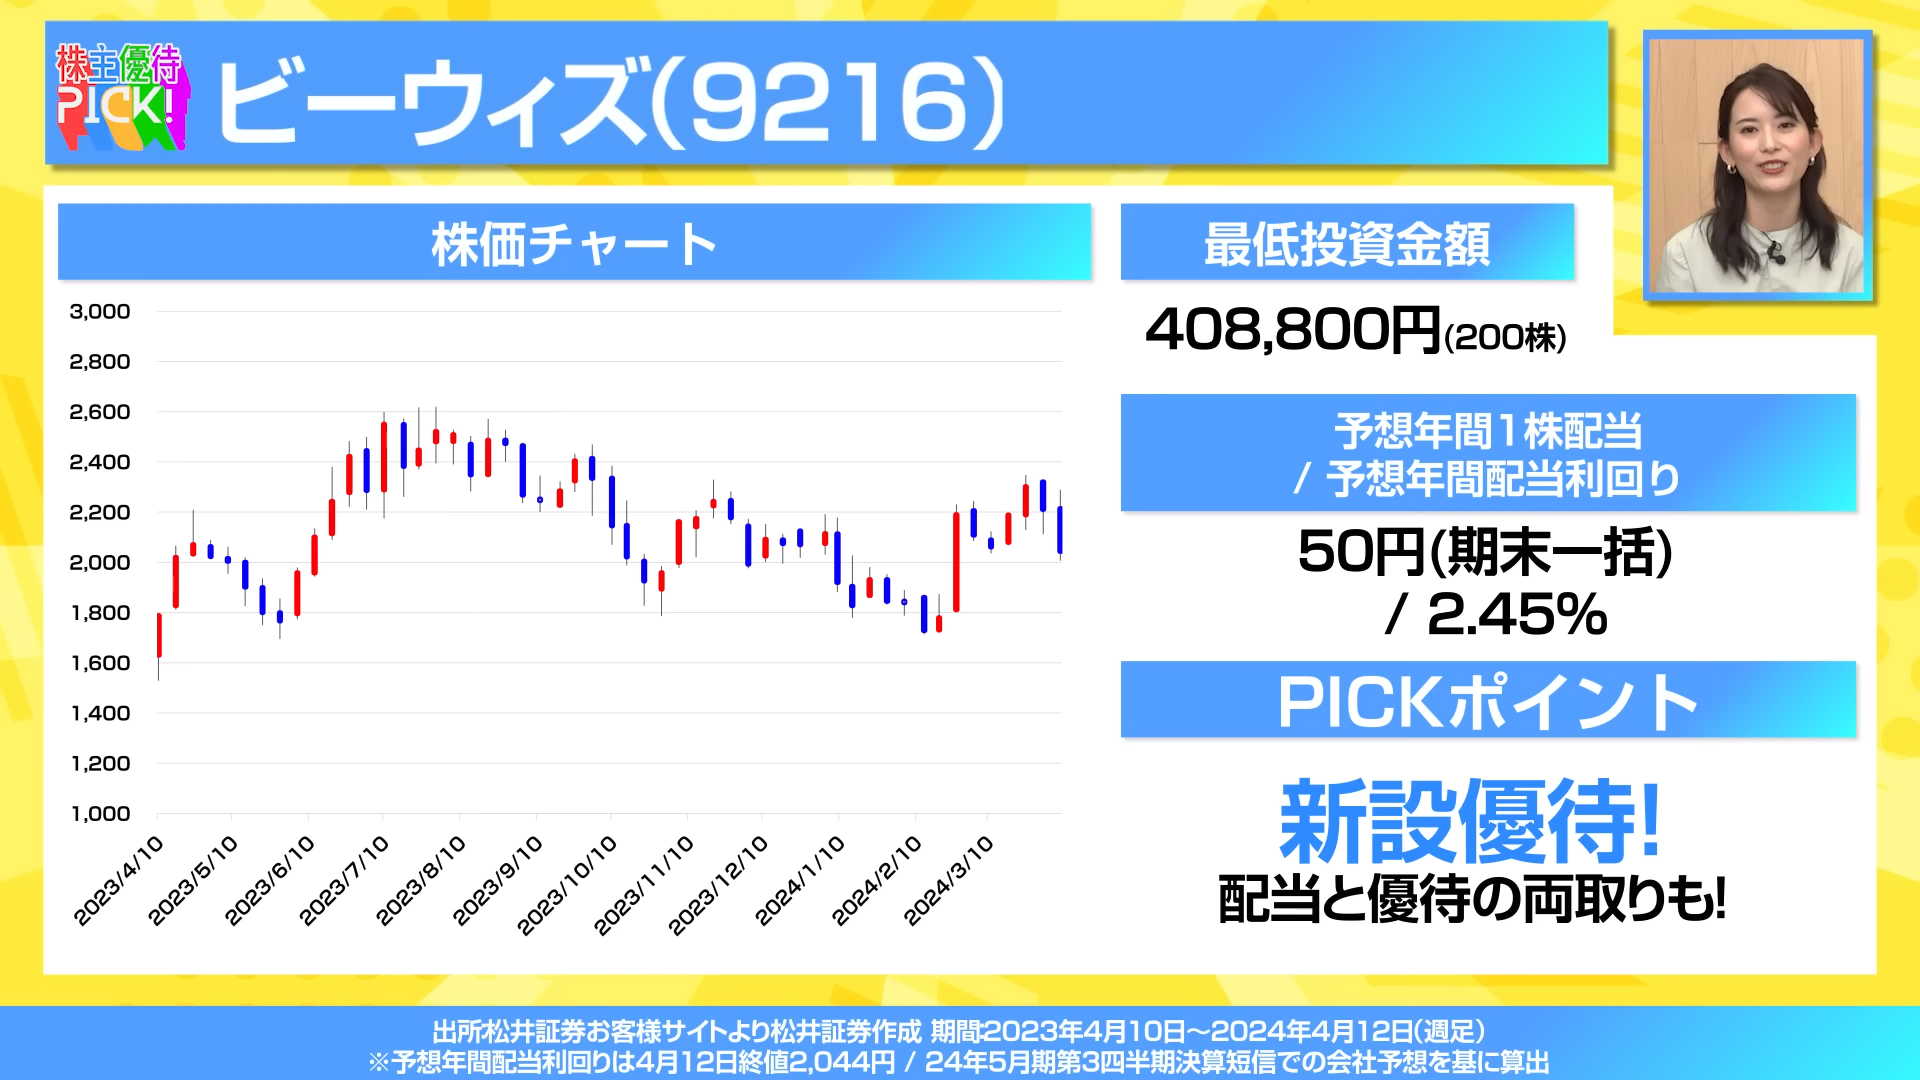 株主優待
PICK!
ビーウィズ(9216)
株価チャート
3,000
2,800
2,600
2,400
2,200
2,000
1,800
1,600
1,400
1,200
1,000
2023/4/10
2023/5/10
2023/6/10
2023/7/10
2023/8/10
2023/9/10
2023/10/10
2023/11/10
2023/12/10
2024/1/10
2024/2/10
2024/3/10
最低投資金額
408,800円(200株)
予想年間1株配当
/ 予想年間配当利回り
50円(期末一括)
/ 2.45%
PICKポイント
新設優待!
配当と優待の両取りも!
出所:松井証券お客様サイトより松井証券作成 期間:2023年4月10日～2024年4月12日(週足)
※予想年間配当利回りは4月12日終値2,044円 / 24年5月期第3四半期決算短信での会社予想を基に算出